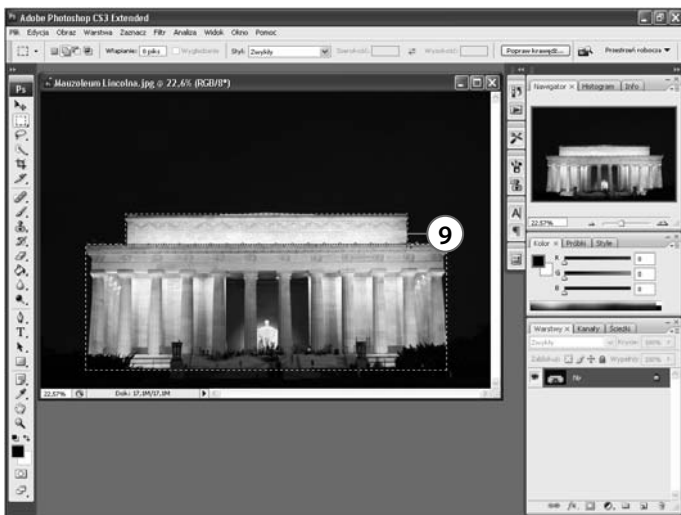 Adobe Photoshop CS3 Extended
Plik Edycja Obraz Warstwa Zaznacz Filtr Analiza Widok Okno Pomoc
Wtapianie: 0 piks Wygładzanie Styl: Zwykły Szerokość: Wysokość: Popraw krawędź... Przestrzeń robocza
Ps
Mauzoleum Lincolna.jpg @ 22,6% (RGB/8*)
9
22,57% Dok: 17,1M/17,1M
Nawigator × Histogram Info
22,57%
Kolor × Próbki Style
R 0
G 0
B 0
Warstwy × Kanały Ścieżki
Zwykły Krycie: 100%
Zablokuj: Wypełn: 100%
Tło